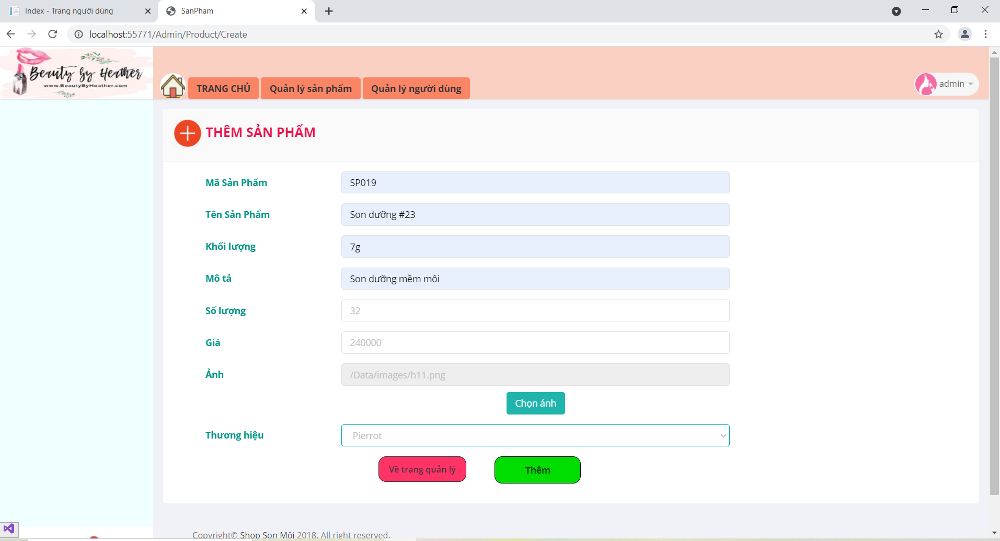 Index - Trang người dùng
SanPham
localhost:55771/Admin/Product/Create
Beauty by Heather
www.BeautyByHeather.com
TRANG CHỦ
Quản lý sản phẩm
Quản lý người dùng
admin
THÊM SẢN PHẨM
Mã Sản Phẩm
SP019
Tên Sản Phẩm
Son dưỡng #23
Khối lượng
7g
Mô tả
Son dưỡng mềm môi
Số lượng
32
Giá
240000
Ảnh
/Data/images/h11.png
Chọn ảnh
Thương hiệu
Pierrot
Về trang quản lý
Thêm
Copyright© Shop Son Môi 2018. All right reserved.